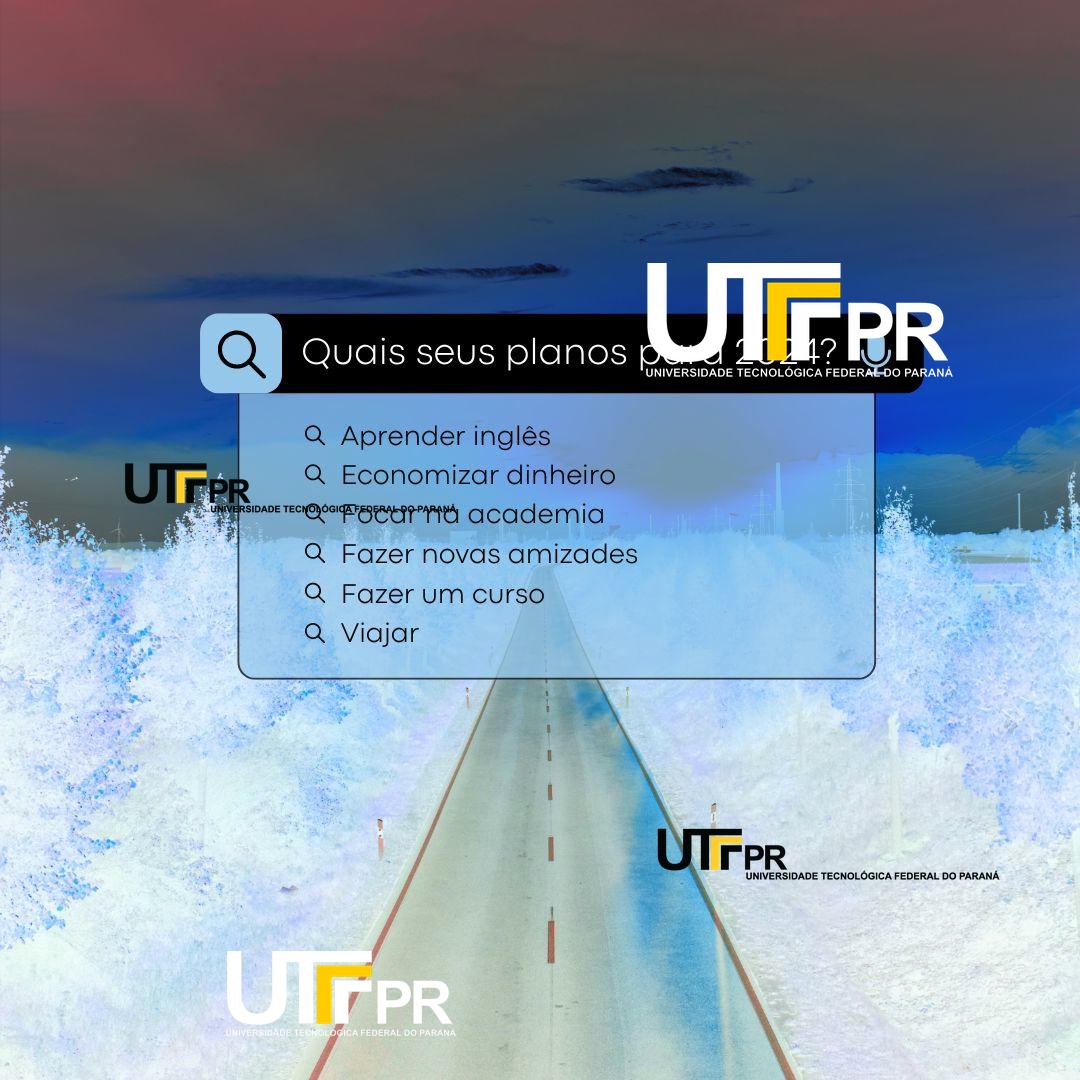 UTFPR
UNIVERSIDADE TECNOLÓGICA FEDERAL DO PARANÁ
Quais seus planos para 2024?
Aprender inglês
Economizar dinheiro
UTFPR
UNIVERSIDADE TECNOLÓGICA FEDERAL DO PARANÁ
Focar na academia
Fazer novas amizades
Fazer um curso
Viajar
UTFPR
UNIVERSIDADE TECNOLÓGICA FEDERAL DO PARANÁ
UTFPR
UNIVERSIDADE TECNOLÓGICA FEDERAL DO PARANÁ